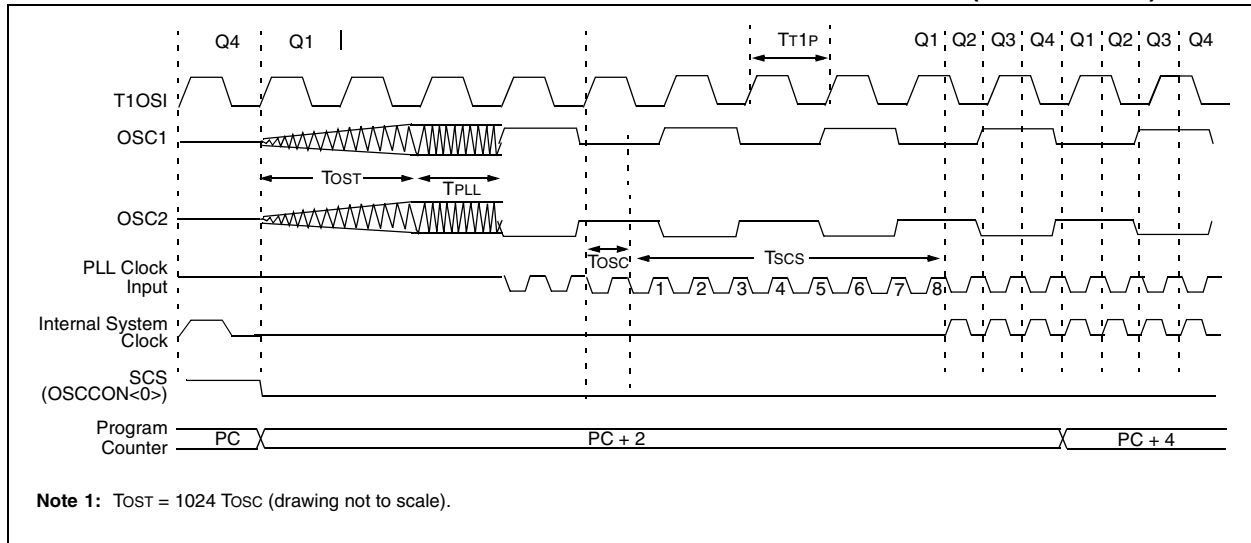 Q4 Q1 TT1P Q1 Q2 Q3 Q4 Q1 Q2 Q3 Q4
T1OSI
OSC1
TOST TPLL
OSC2
TOSC TSCS
PLL Clock
Input
1 2 3 4 5 6 7 8
Internal System
Clock
SCS
(OSCCON<0>)
Program
Counter
PC PC + 2 PC + 4
Note 1: TOST = 1024 TOSC (drawing not to scale).